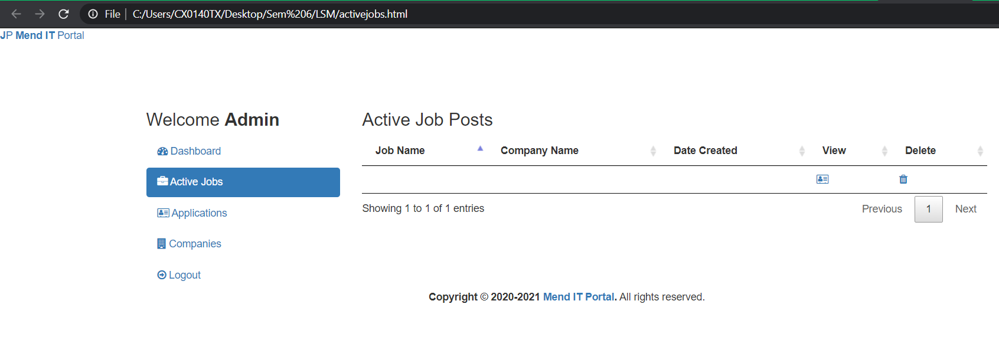 File | C:/Users/CX0140TX/Desktop/Sem%206/LSM/activejobs.html
JP Mend IT Portal
Welcome Admin
Dashboard
Active Jobs
Applications
Companies
Logout
Active Job Posts
Job Name Company Name Date Created View Delete
Showing 1 to 1 of 1 entries
Previous 1 Next
Copyright © 2020-2021 Mend IT Portal. All rights reserved.